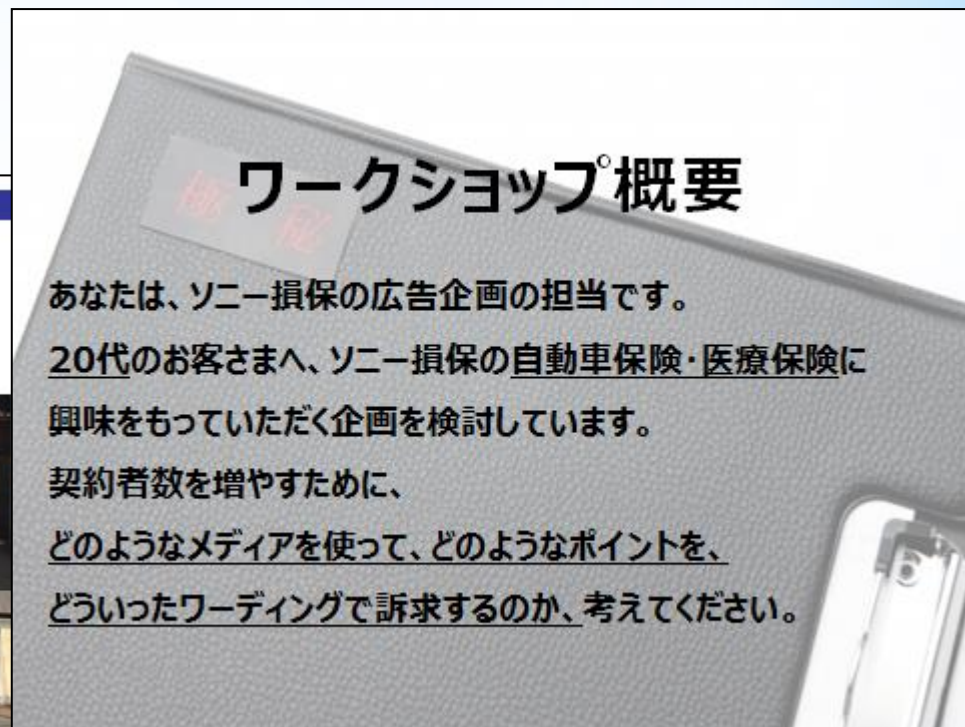 ワークショップ概要
あなたは、ソニー損保の広告企画の担当です。
20代のお客さまへ、ソニー損保の自動車保険・医療保険に
興味をもっていただく企画を検討しています。
契約者数を増やすために、
どのようなメディアを使って、どのようなポイントを、
どういったワーディングで訴求するのか、考えてください。